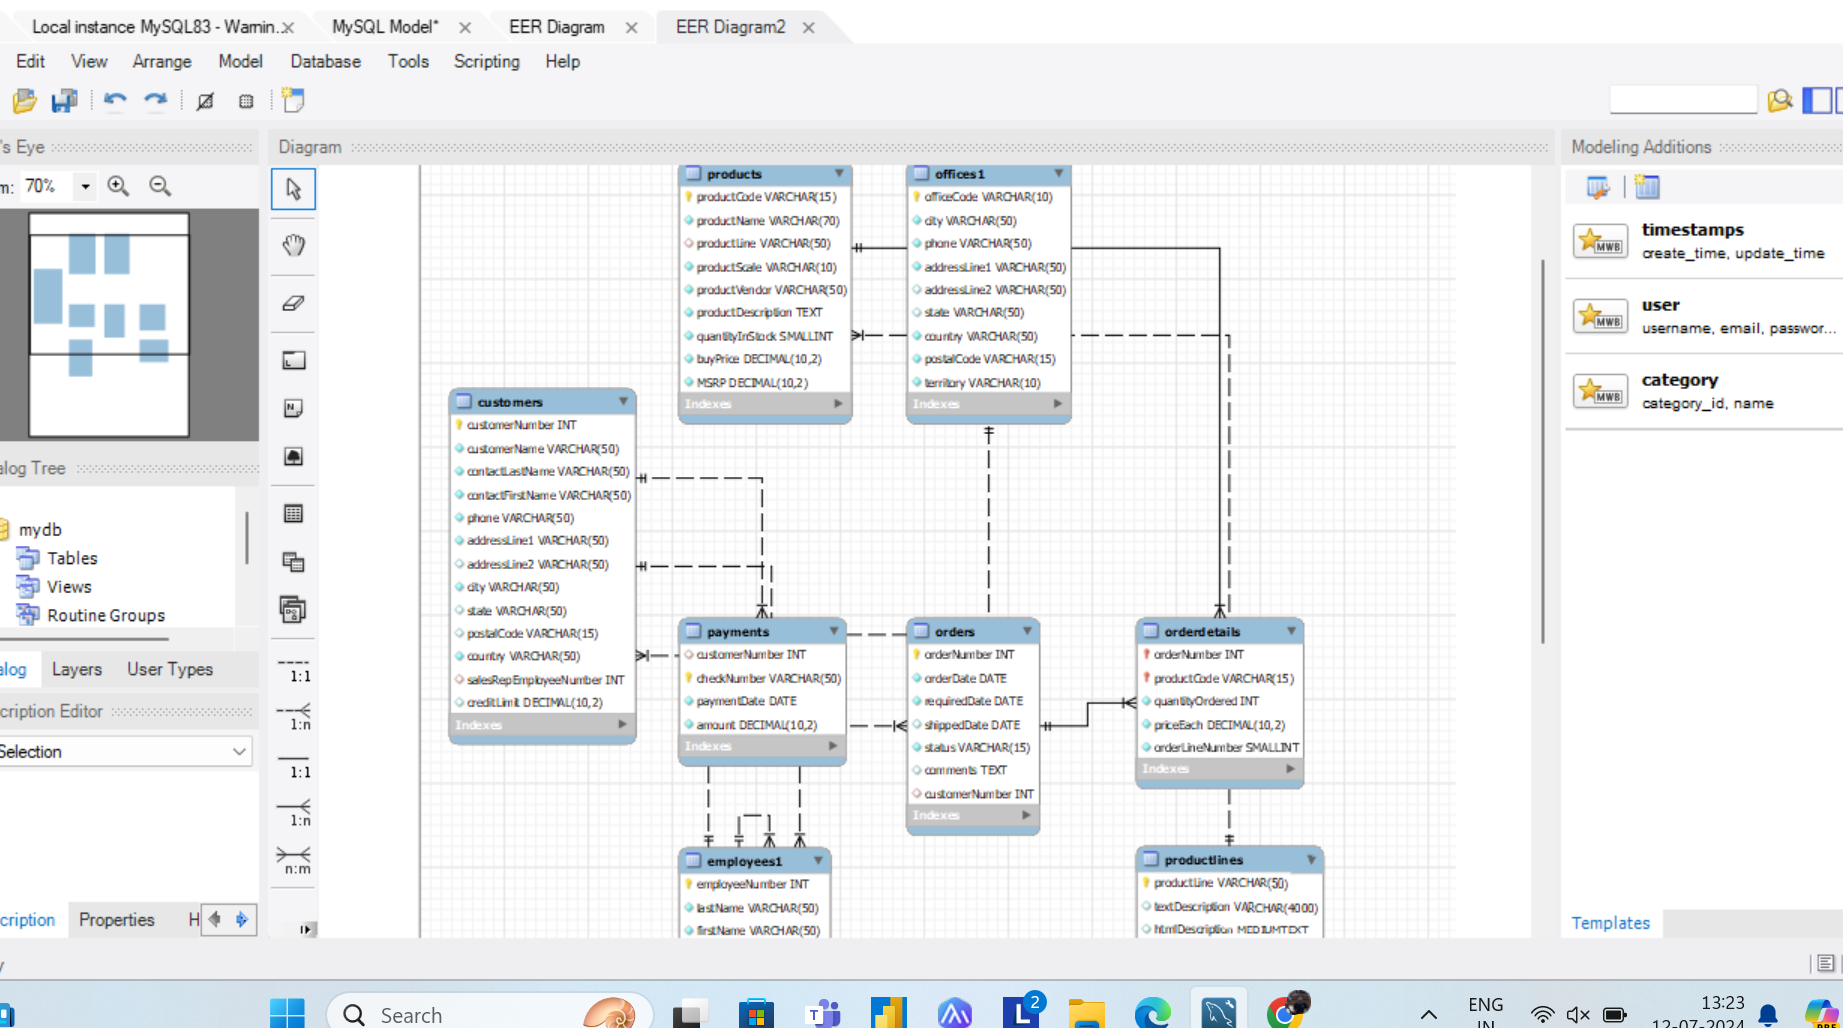 Local instance MySQL83 - Warnin...
MySQL Model*
EER Diagram
EER Diagram2
Edit View Arrange Model Database Tools Scripting Help
's Eye
Diagram
Modeling Additions
m: 70%
timestamps
create_time, update_time
user
username, email, passwor...
category
category_id, name
alog Tree
mydb
Tables
Views
Routine Groups
alog Layers User Types
cription Editor
Selection
cription Properties H
1:1
1:n
1:1
1:n
n:m
products
productCode VARCHAR(15)
productName VARCHAR(70)
productLine VARCHAR(50)
productScale VARCHAR(10)
productVendor VARCHAR(50)
productDescription TEXT
quantityInStock SMALLINT
buyPrice DECIMAL(10,2)
MSRP DECIMAL(10,2)
Indexes
offices1
officeCode VARCHAR(10)
city VARCHAR(50)
phone VARCHAR(50)
addressLine1 VARCHAR(50)
addressLine2 VARCHAR(50)
state VARCHAR(50)
country VARCHAR(50)
postalCode VARCHAR(15)
territory VARCHAR(10)
Indexes
customers
customerNumber INT
customerName VARCHAR(50)
contactLastName VARCHAR(50)
contactFirstName VARCHAR(50)
phone VARCHAR(50)
addressLine1 VARCHAR(50)
addressLine2 VARCHAR(50)
city VARCHAR(50)
state VARCHAR(50)
postalCode VARCHAR(15)
country VARCHAR(50)
salesRepEmployeeNumber INT
creditLimit DECIMAL(10,2)
Indexes
payments
customerNumber INT
checkNumber VARCHAR(50)
paymentDate DATE
amount DECIMAL(10,2)
Indexes
orders
orderNumber INT
orderDate DATE
requiredDate DATE
shippedDate DATE
status VARCHAR(15)
comments TEXT
customerNumber INT
Indexes
orderdetails
orderNumber INT
productCode VARCHAR(15)
quantityOrdered INT
priceEach DECIMAL(10,2)
orderLineNumber SMALLINT
Indexes
employees1
employeeNumber INT
lastName VARCHAR(50)
firstName VARCHAR(50)
productlines
productLine VARCHAR(50)
textDescription VARCHAR(4000)
htmlDescription MEDIUMTEXT
Templates
Search
2
ENG
IN
13:23
12-07-2024